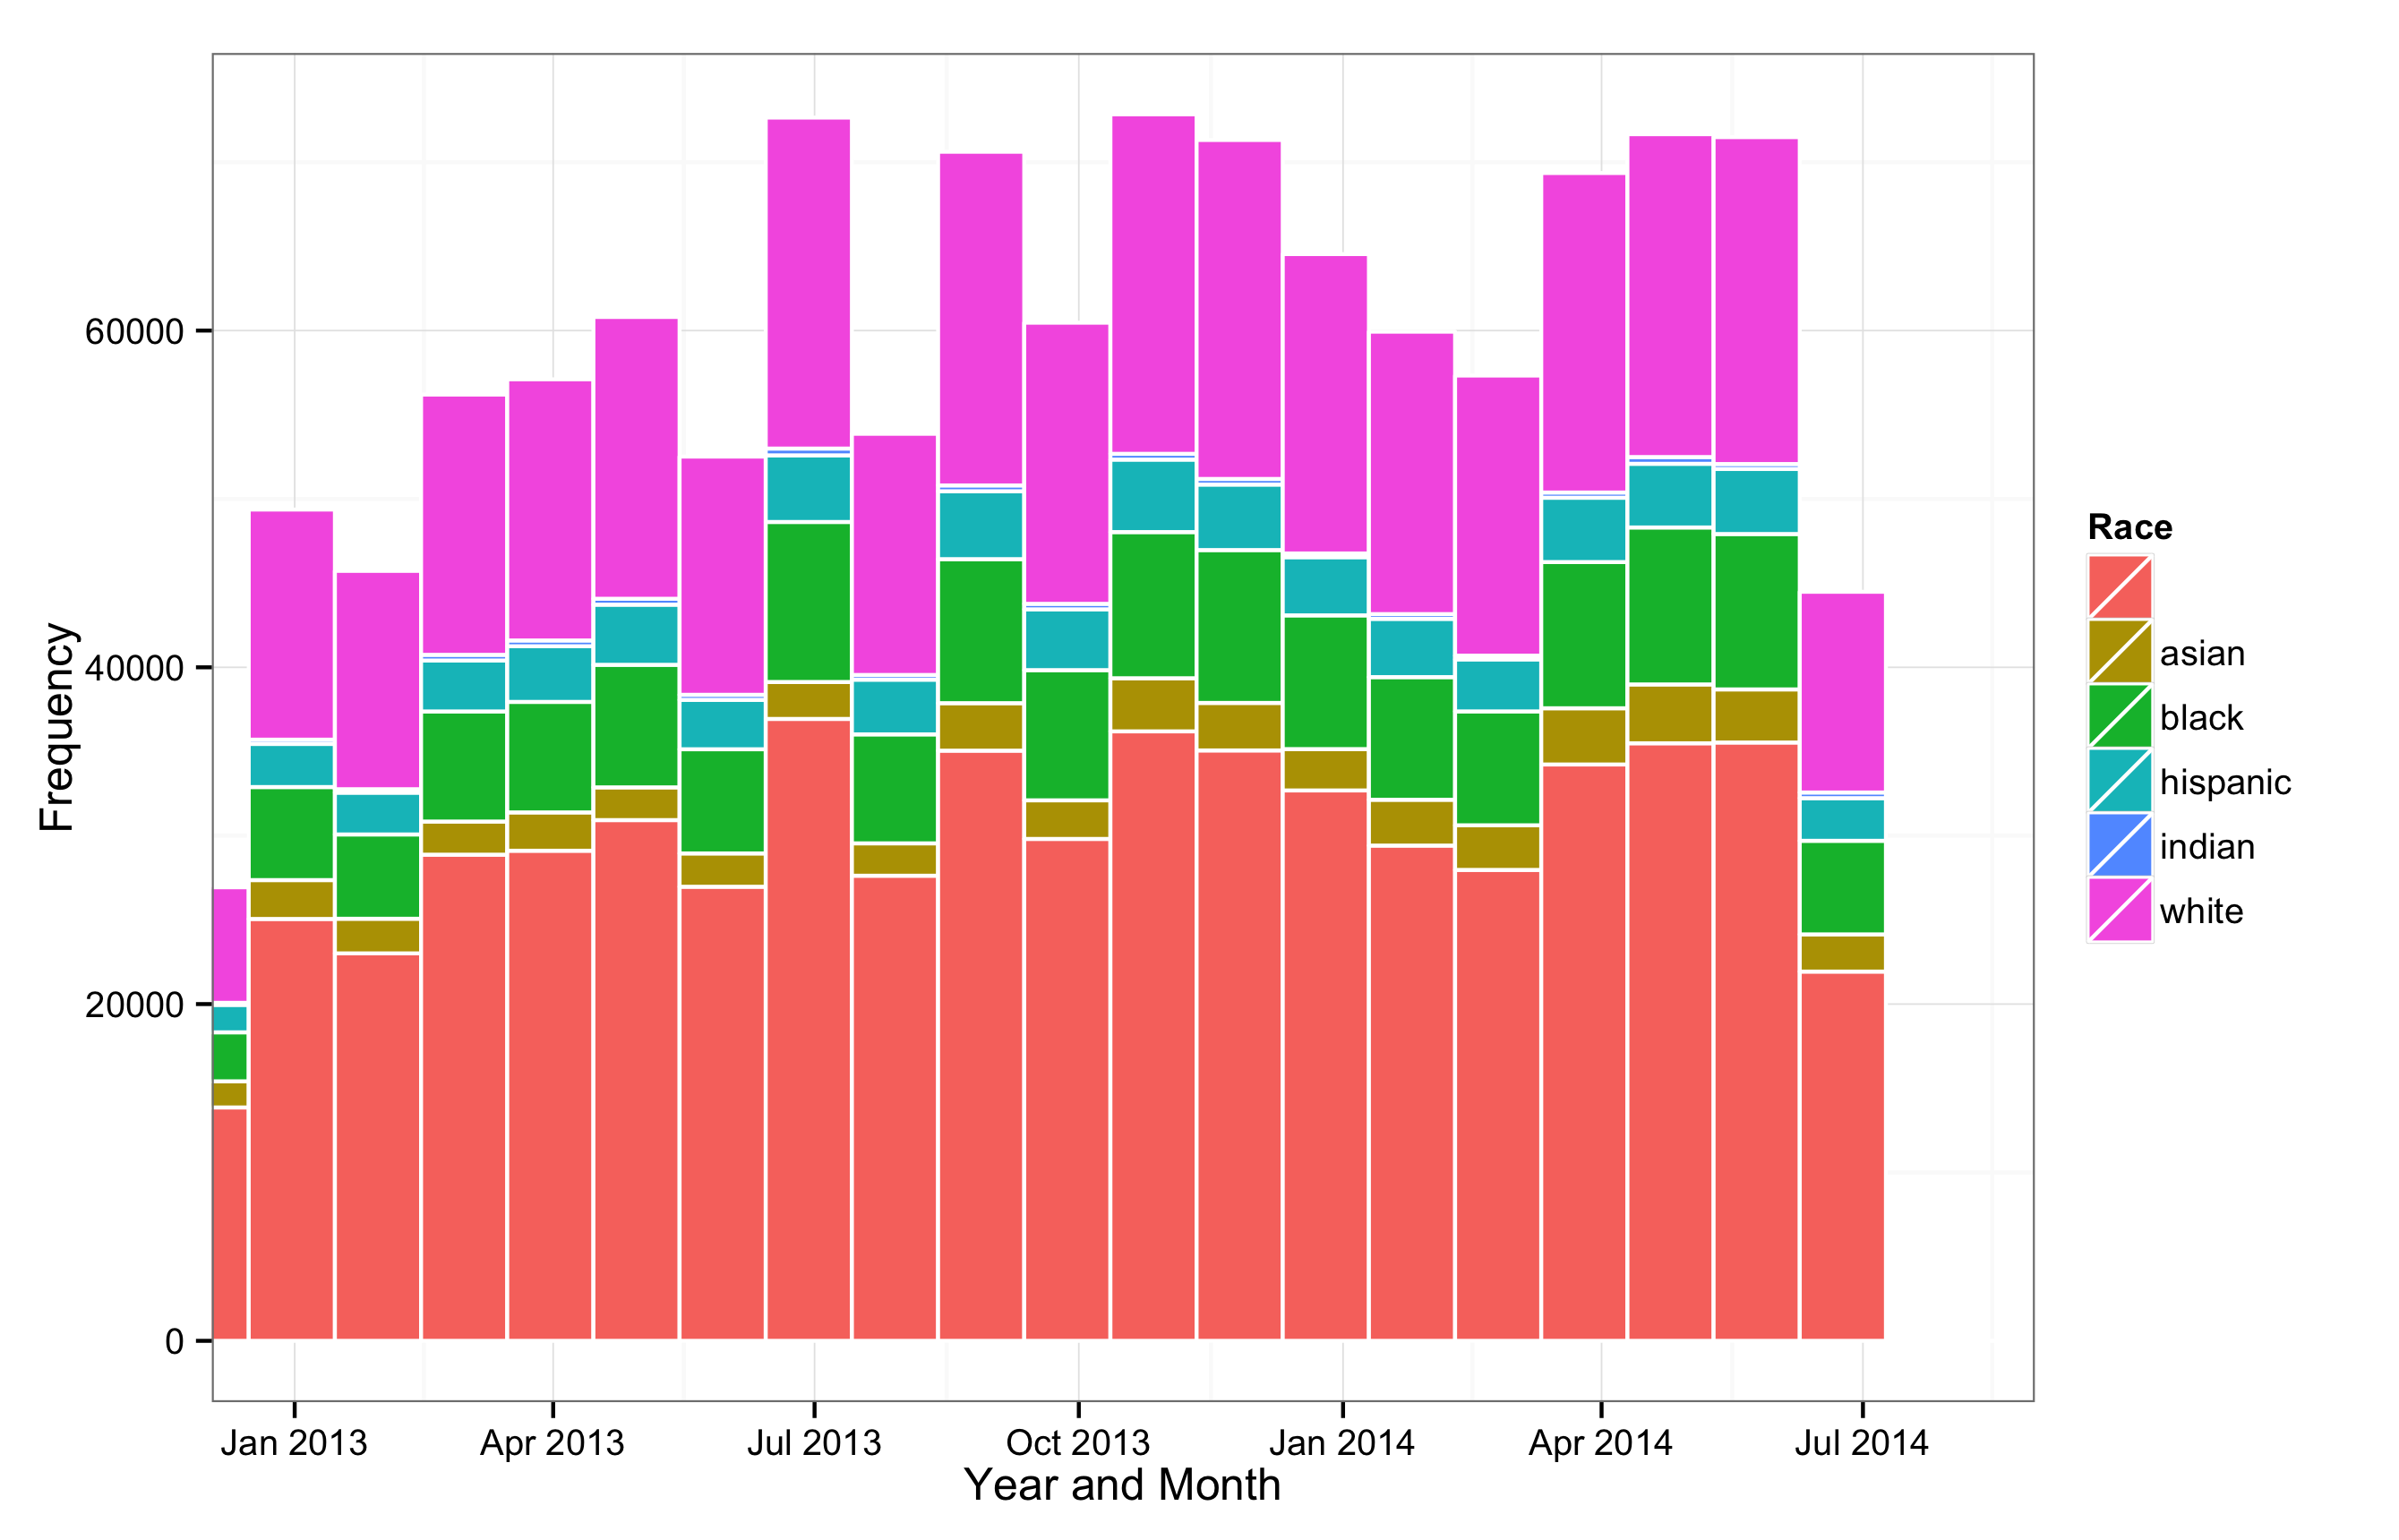 Frequency
60000
40000
20000
0
Jan 2013
Apr 2013
Jul 2013
Oct 2013
Jan 2014
Apr 2014
Jul 2014
Year and Month
Race
asian
black
hispanic
indian
white